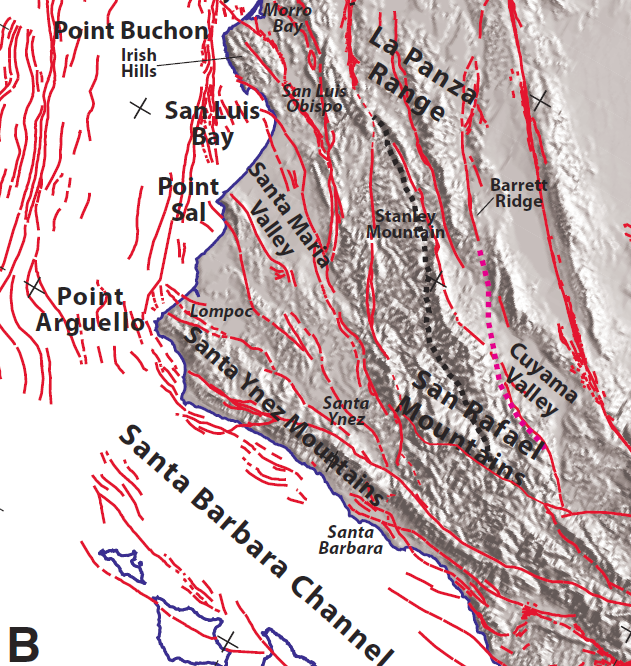 Morro
Bay
Point Buchon
Irish
Hills
La Panza
Range
San Luis
Obispo
San Luis
Bay
Santa Maria
Valley
Point
Sal
Barrett
Ridge
Stanley
Mountain
Point
Arguello
Lompoc
Cuyama
Valley
San Rafael
Mountains
Santa Ynez Mountains
Santa
Ynez
Santa Barbara Channel
Santa
Barbara
B